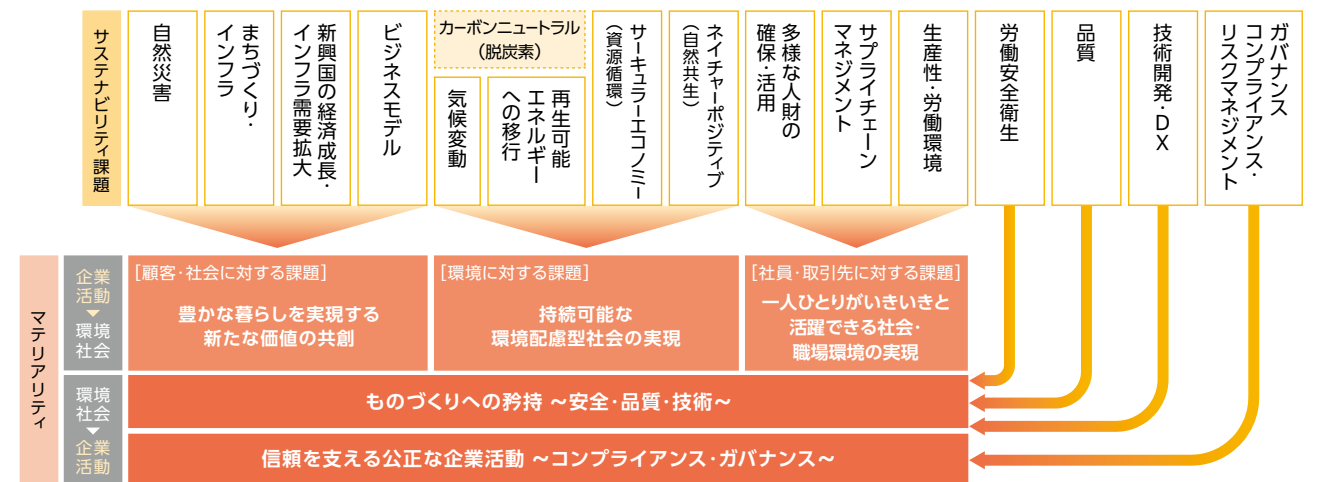 サステナビリティ課題
自然災害
まちづくり・
インフラ
新興国の経済成長・
インフラ需要拡大
ビジネスモデル
カーボンニュートラル
（脱炭素）
気候変動
再生可能
エネルギー
への移行
サーキュラーエコノミー
（資源循環）
ネイチャーポジティブ
（自然共生）
多様な人財の
確保・活用
サプライチェーン
マネジメント
生産性・労働環境
労働安全衛生
品質
技術開発・DX
ガバナンス
コンプライアンス・
リスクマネジメント
マテリアリティ
企業
活動
環境
社会
[顧客・社会に対する課題]
豊かな暮らしを実現する
新たな価値の共創
[環境に対する課題]
持続可能な
環境配慮型社会の実現
[社員・取引先に対する課題]
一人ひとりがいきいきと
活躍できる社会・
職場環境の実現
環境
社会
企業
活動
ものづくりへの矜持 ～安全・品質・技術～
信頼を支える公正な企業活動 ～コンプライアンス・ガバナンス～